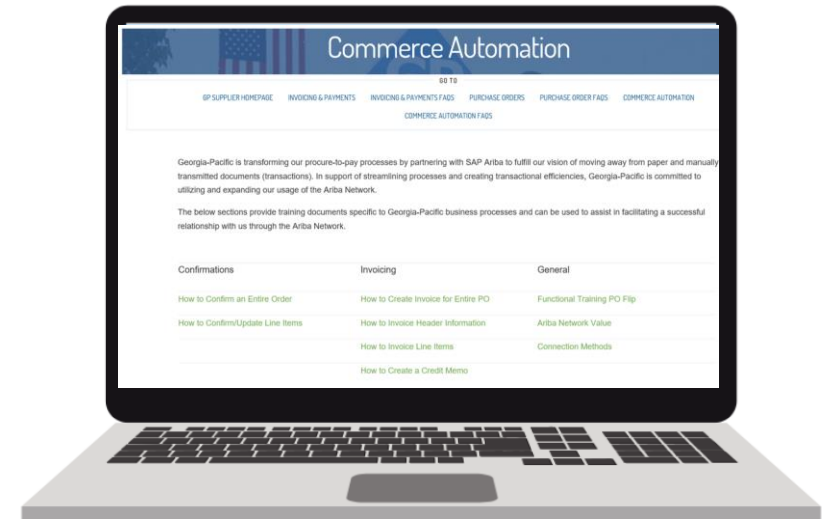 Commerce Automation
GO TO
GP SUPPLIER HOMEPAGE INVOICING & PAYMENTS INVOICING & PAYMENTS FAQS PURCHASE ORDERS PURCHASE ORDER FAQS COMMERCE AUTOMATION
COMMERCE AUTOMATION FAQS
Georgia-Pacific is transforming our procure-to-pay processes by partnering with SAP Ariba to fulfill our vision of moving away from paper and manually
transmitted documents (transactions). In support of streamlining processes and creating transactional efficiencies, Georgia-Pacific is committed to
utilizing and expanding our usage of the Ariba Network.
The below sections provide training documents specific to Georgia-Pacific business processes and can be used to assist in facilitating a successful
relationship with us through the Ariba Network.
Confirmations Invoicing General
How to Confirm an Entire Order How to Create Invoice for Entire PO Functional Training PO Flip
How to Confirm/Update Line Items How to Invoice Header Information Ariba Network Value
How to Invoice Line Items Connection Methods
How to Create a Credit Memo